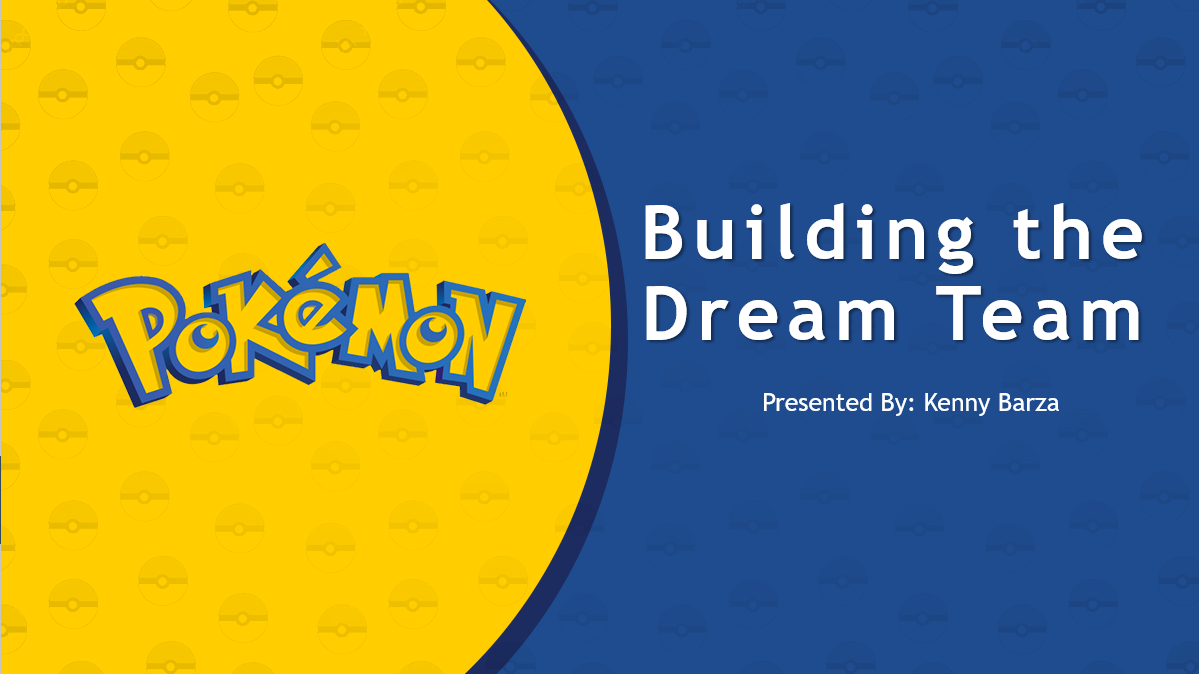 Pokémon
Building the
Dream Team
Presented By: Kenny Barza